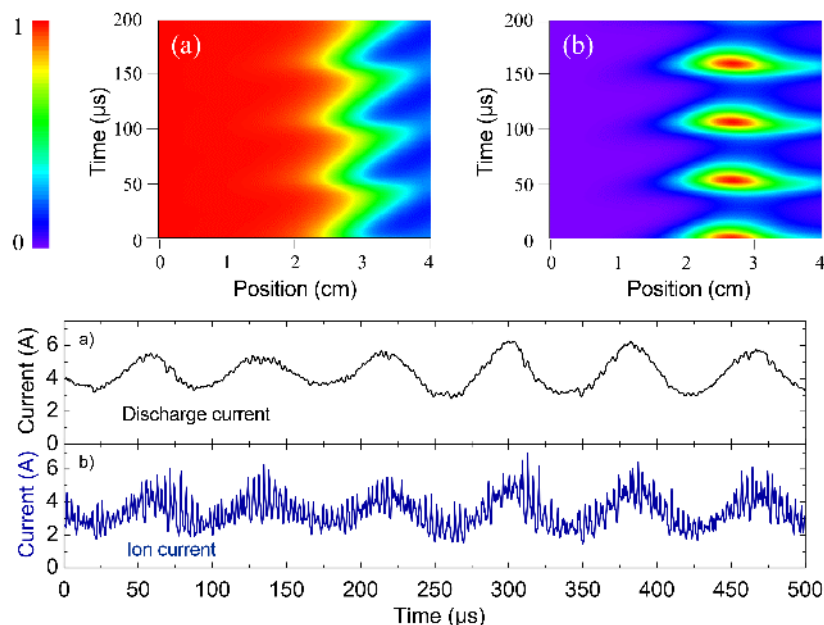 1
0
(a)
Time (μs)
200
150
100
50
0
0 1 2 3 4
Position (cm)
(b)
Time (μs)
200
150
100
50
0
0 1 2 3 4
Position (cm)
a)
Current (A)
6
4
2
0
Discharge current
b)
Current (A)
6
4
2
0
Ion current
0 50 100 150 200 250 300 350 400 450 500
Time (μs)